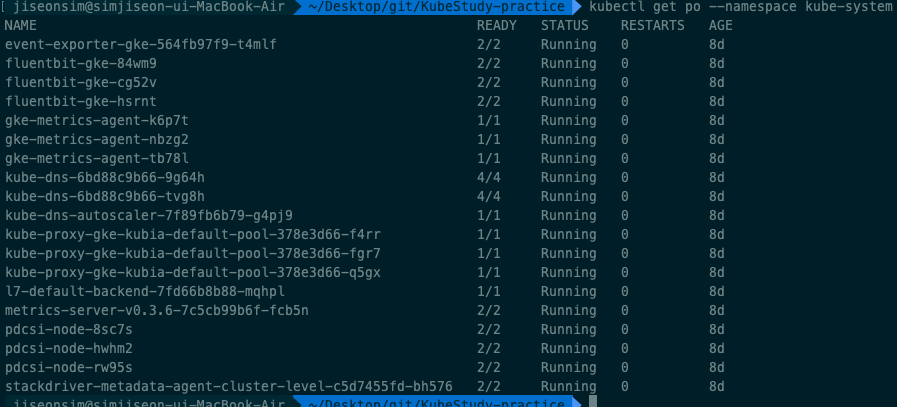 [ jiseonsim@simjiseon-ui-MacBook-Air ~/Desktop/git/KubeStudy-practice kubectl get po --namespace kube-system
NAME READY STATUS RESTARTS AGE
event-exporter-gke-564fb97f9-t4mlf 2/2 Running 0 8d
fluentbit-gke-84wm9 2/2 Running 0 8d
fluentbit-gke-cg52v 2/2 Running 0 8d
fluentbit-gke-hsrnt 2/2 Running 0 8d
gke-metrics-agent-k6p7t 1/1 Running 0 8d
gke-metrics-agent-nbzg2 1/1 Running 0 8d
gke-metrics-agent-tb78l 1/1 Running 0 8d
kube-dns-6bd88c9b66-9g64h 4/4 Running 0 8d
kube-dns-6bd88c9b66-tvg8h 4/4 Running 0 8d
kube-dns-autoscaler-7f89fb6b79-g4pj9 1/1 Running 0 8d
kube-proxy-gke-kubia-default-pool-378e3d66-f4rr 1/1 Running 0 8d
kube-proxy-gke-kubia-default-pool-378e3d66-fgr7 1/1 Running 0 8d
kube-proxy-gke-kubia-default-pool-378e3d66-q5gx 1/1 Running 0 8d
l7-default-backend-7fd66b8b88-mqhpl 1/1 Running 0 8d
metrics-server-v0.3.6-7c5cb99b6f-fcb5n 2/2 Running 0 8d
pdcsi-node-8sc7s 2/2 Running 0 8d
pdcsi-node-hwhm2 2/2 Running 0 8d
pdcsi-node-rw95s 2/2 Running 0 8d
stackdriver-metadata-agent-cluster-level-c5d7455fd-bh576 2/2 Running 0 8d
jiseonsim@simjiseon-ui-MacBook-Air ~/Desktop/git/KubeStudy-practice